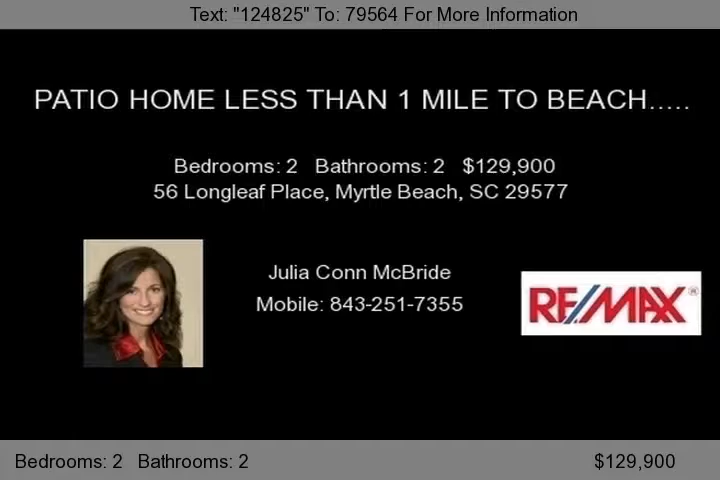 Text: "124825" To: 79564 For More Information
PATIO HOME LESS THAN 1 MILE TO BEACH.....
Bedrooms: 2 Bathrooms: 2 $129,900
56 Longleaf Place, Myrtle Beach, SC 29577
Julia Conn McBride
Mobile: 843-251-7355
RE/MAX®
Bedrooms: 2 Bathrooms: 2 $129,900